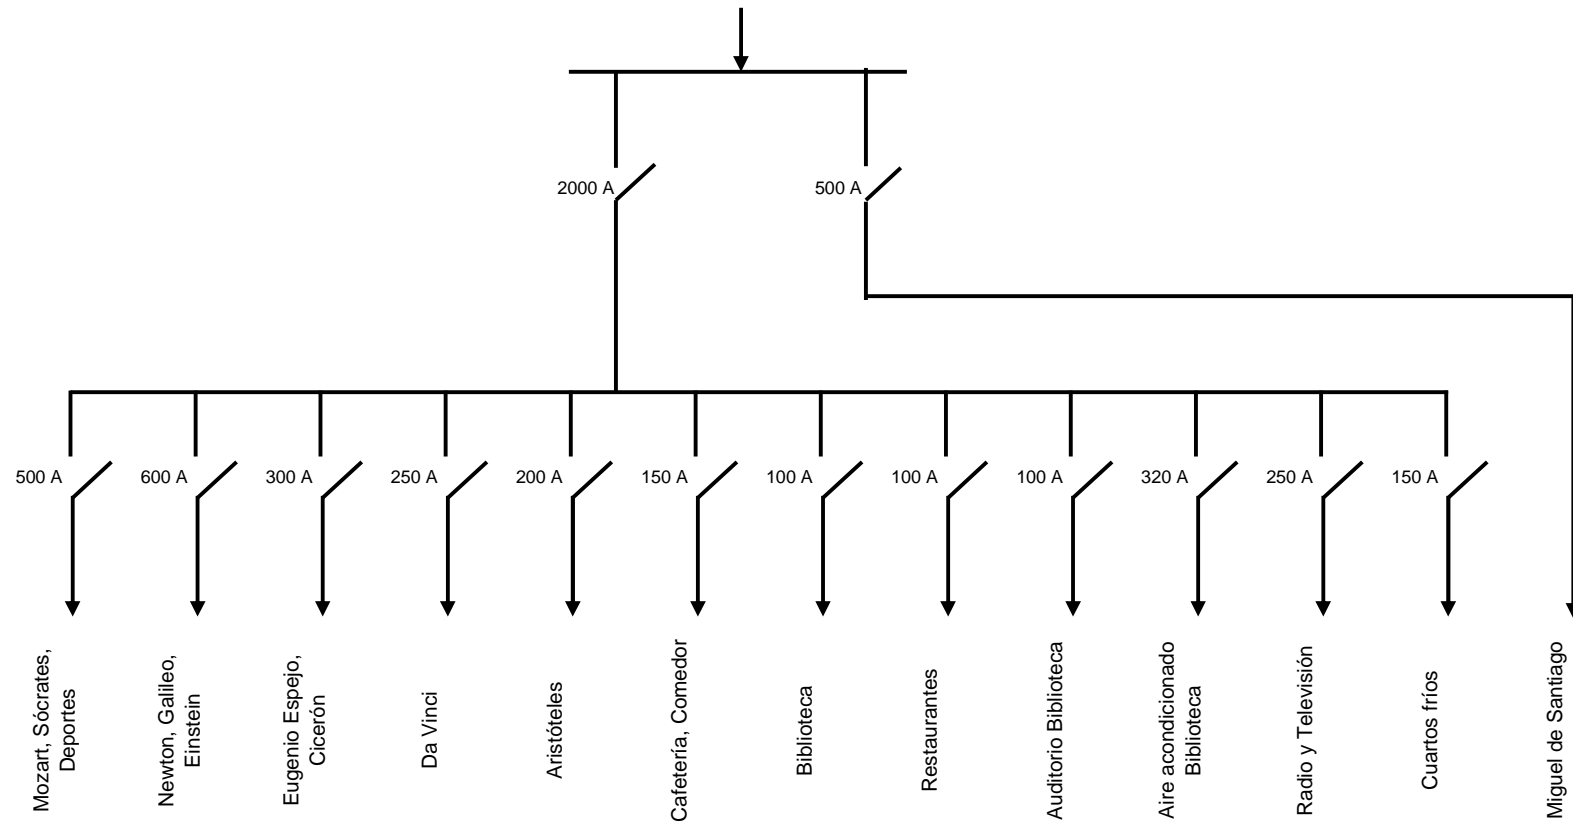 2000 A
500 A
500 A
600 A
300 A
250 A
200 A
150 A
100 A
100 A
100 A
320 A
250 A
150 A
Mozart, Sócrates,
Deportes
Newton, Galileo,
Einstein
Eugenio Espejo,
Cicerón
Da Vinci
Aristóteles
Cafetería, Comedor
Biblioteca
Restaurantes
Auditorio Biblioteca
Aire acondicionado
Biblioteca
Radio y Televisión
Cuartos fríos
Miguel de Santiago